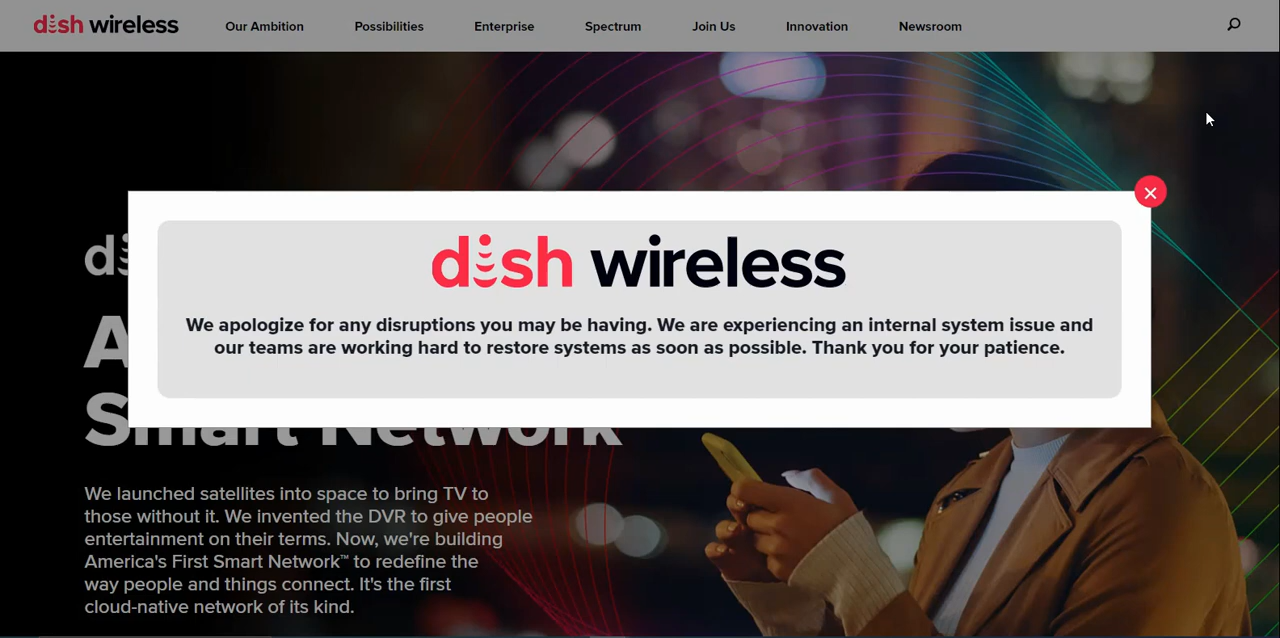 dish wireless
Our Ambition
Possibilities
Enterprise
Spectrum
Join Us
Innovation
Newsroom
dish wireless
We apologize for any disruptions you may be having. We are experiencing an internal system issue and
our teams are working hard to restore systems as soon as possible. Thank you for your patience.
Smart Network
We launched satellites into space to bring TV to
those without it. We invented the DVR to give people
entertainment on their terms. Now, we're building
America's First Smart Network™ to redefine the
way people and things connect. It's the first
cloud-native network of its kind.